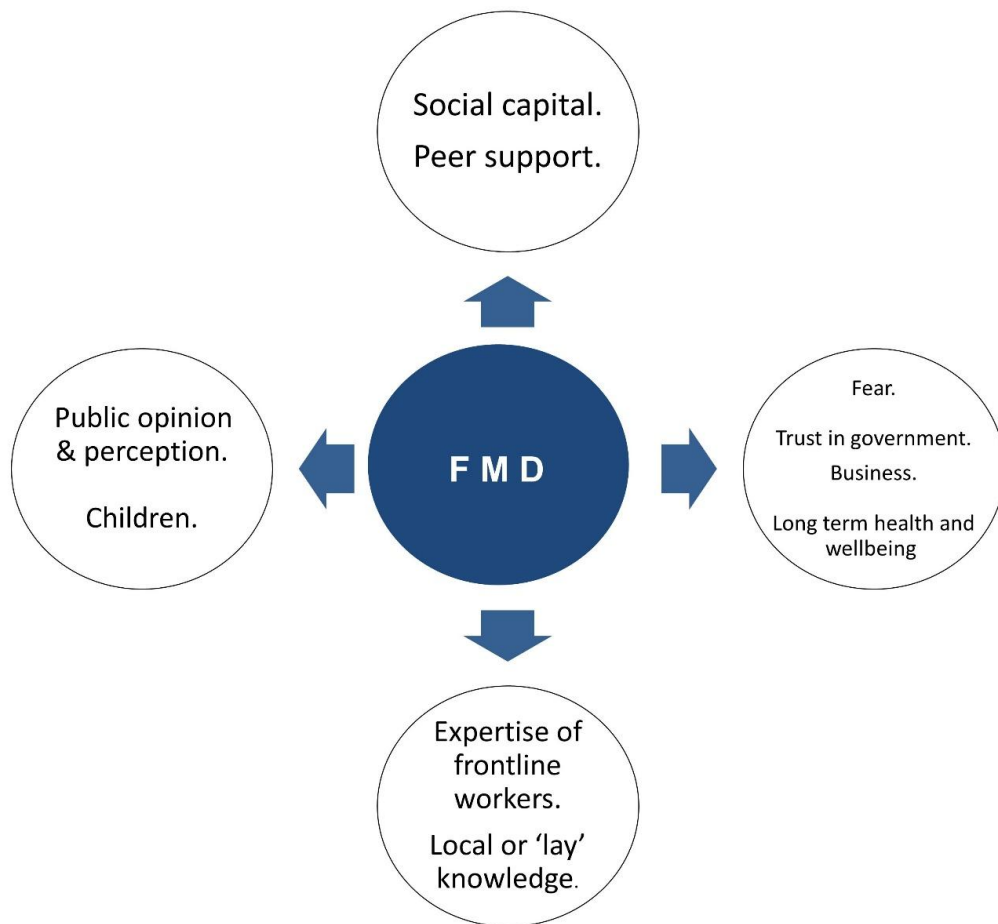 Social capital.
Peer support.
Public opinion
& perception.
Children.
F M D
Fear.
Trust in government.
Business.
Long term health and
wellbeing
Expertise of
frontline
workers.
Local or ‘lay’
knowledge.